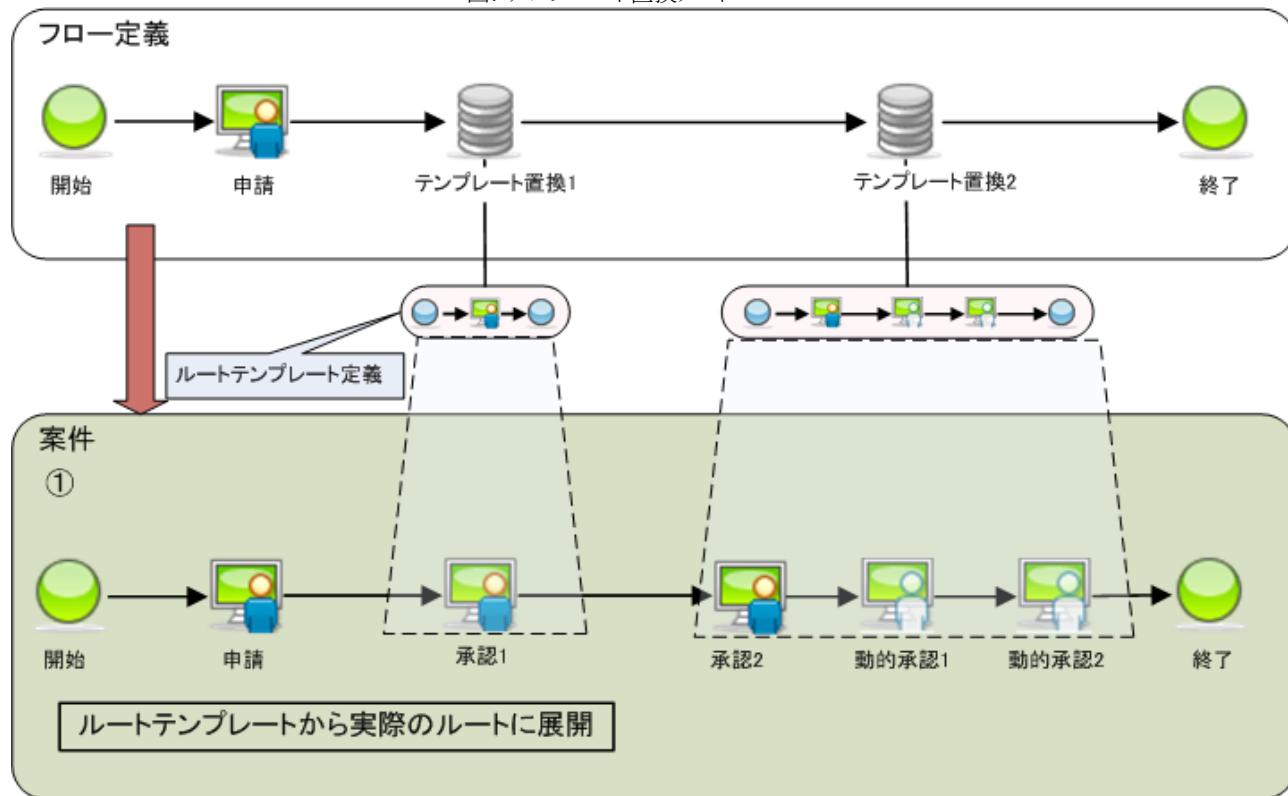 フロー定義
開始
申請
テンプレート置換1
テンプレート置換2
終了
ルートテンプレート定義
案件
①
開始
申請
承認1
承認2
動的承認1
動的承認2
終了
ルートテンプレートから実際のルートに展開